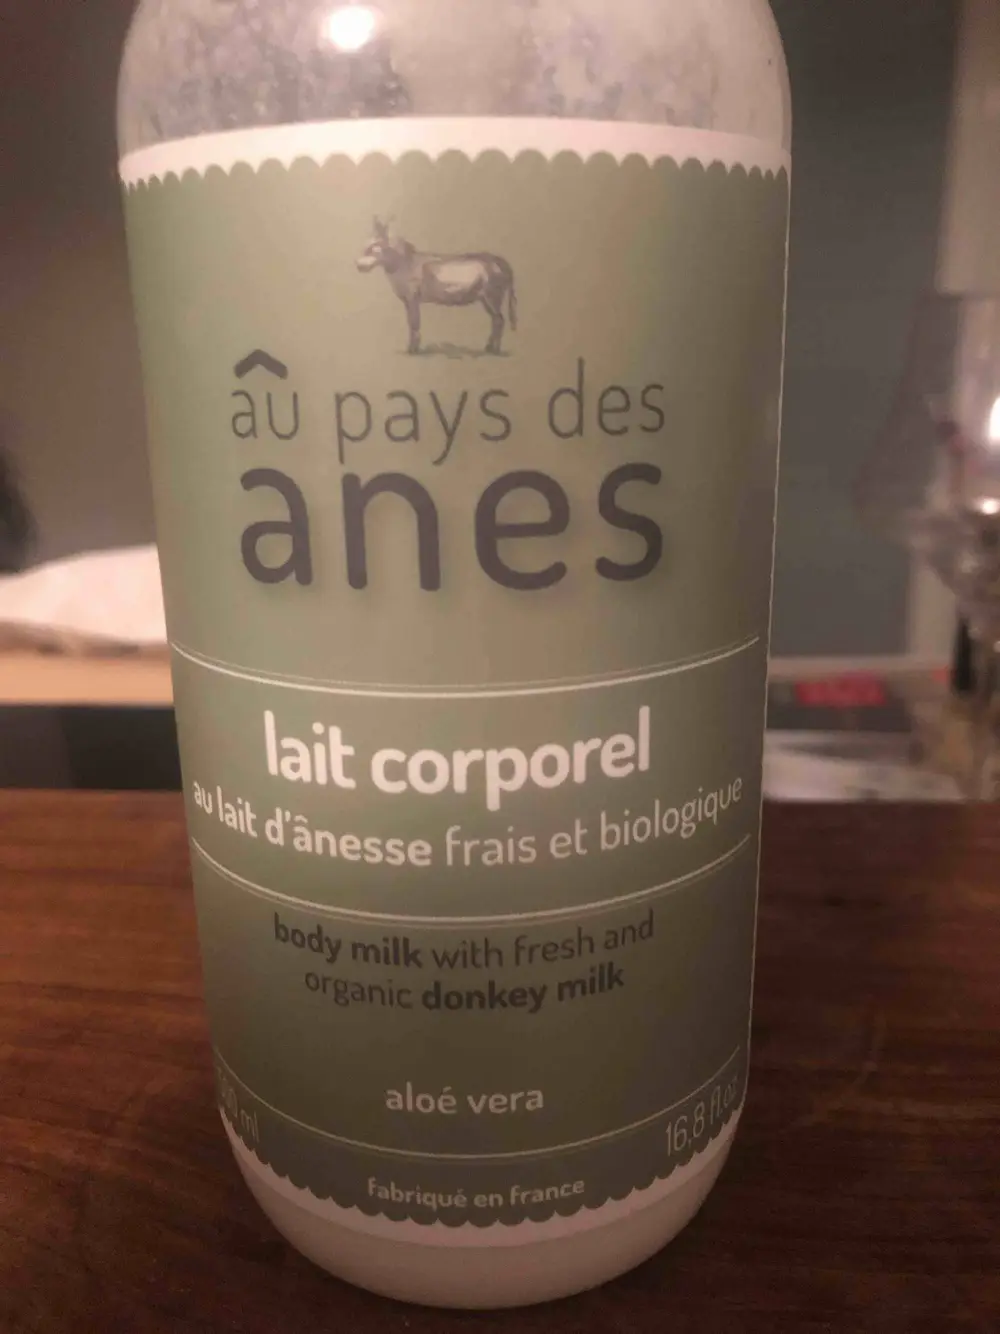 âu pays des
anes
lait corporel
au lait d'ânesse frais et biologique
body milk with fresh and
organic donkey milk
aloé vera
ml
16,8 fl.oz
fabriqué en france